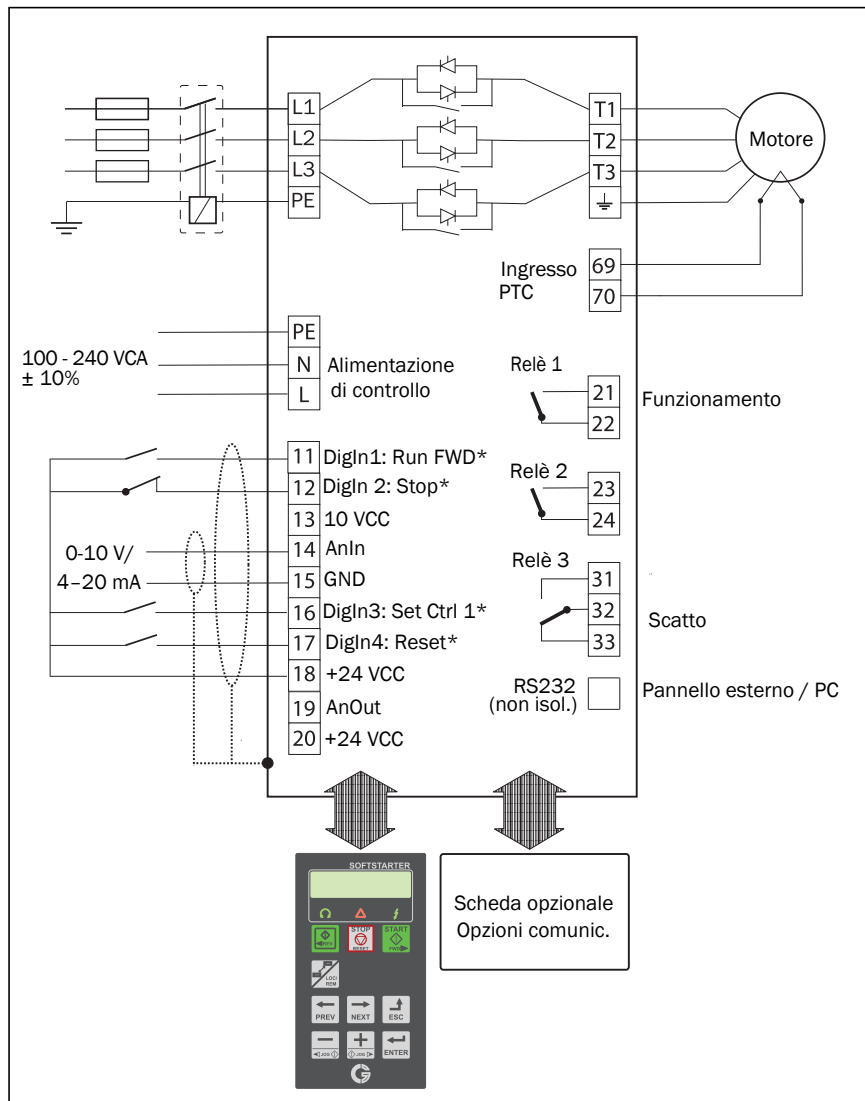 L1
L2
L3
PE
T1
T2
T3
Motore
Ingresso
PTC
69
70
PE
N
L
100 - 240 VCA
± 10%
Alimentazione
di controllo
Relè 1
21
22
Funzionamento
11 DigIn1: Run FWD*
12 DigIn 2: Stop*
13 10 VCC
14 AnIn
15 GND
16 DigIn3: Set Ctrl 1*
17 DigIn4: Reset*
18 +24 VCC
19 AnOut
20 +24 VCC
0-10 V/
4–20 mA
Relè 2
23
24
Relè 3
31
32
33
Scatto
RS232
(non isol.)
Pannello esterno / PC
SOFTSTARTER
REV
STOP
RESET
START
FWD
LOC/
REM
PREV
NEXT
ESC
JOG
JOG
ENTER
Scheda opzionale
Opzioni comunic.